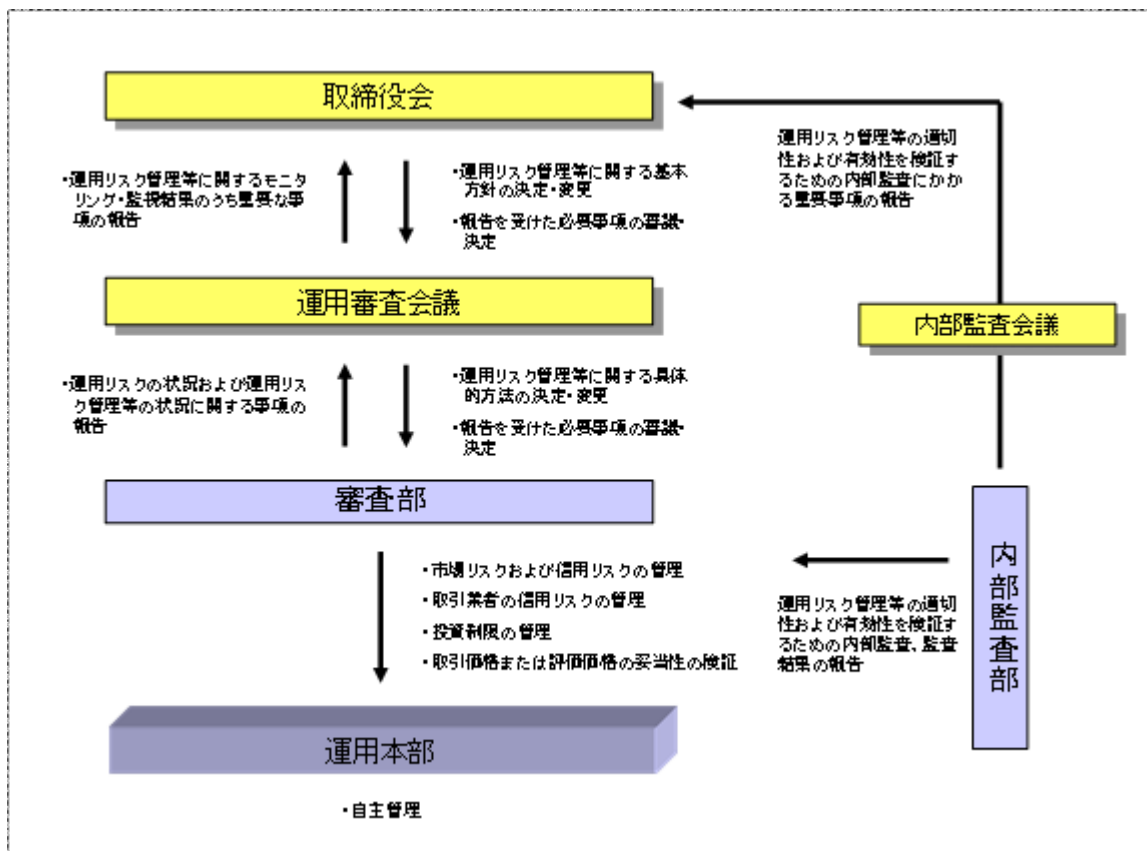 取締役会
・運用リスク管理等に関するモニタ
リング・監視結果のうち重要な事
項の報告
・運用リスク管理等に関する基本
方針の決定・変更
・報告を受けた必要事項の審議・
決定
運用リスク管理等の適切
性および有効性を検証す
るための内部監査にかか
る重要事項の報告
運用審査会議
内部監査会議
・運用リスクの状況および運用リス
ク管理等の状況に関する事項の
報告
・運用リスク管理等に関する具体
的方法の決定・変更
・報告を受けた必要事項の審議・
決定
審査部
・市場リスクおよび信用リスクの管理
・取引業者の信用リスクの管理
・投資制限の管理
・取引価格または評価価格の妥当性の検証
運用リスク管理等の適切
性および有効性を検証す
るための内部監査、監査
結果の報告
内部監査部
運用本部
・自主管理